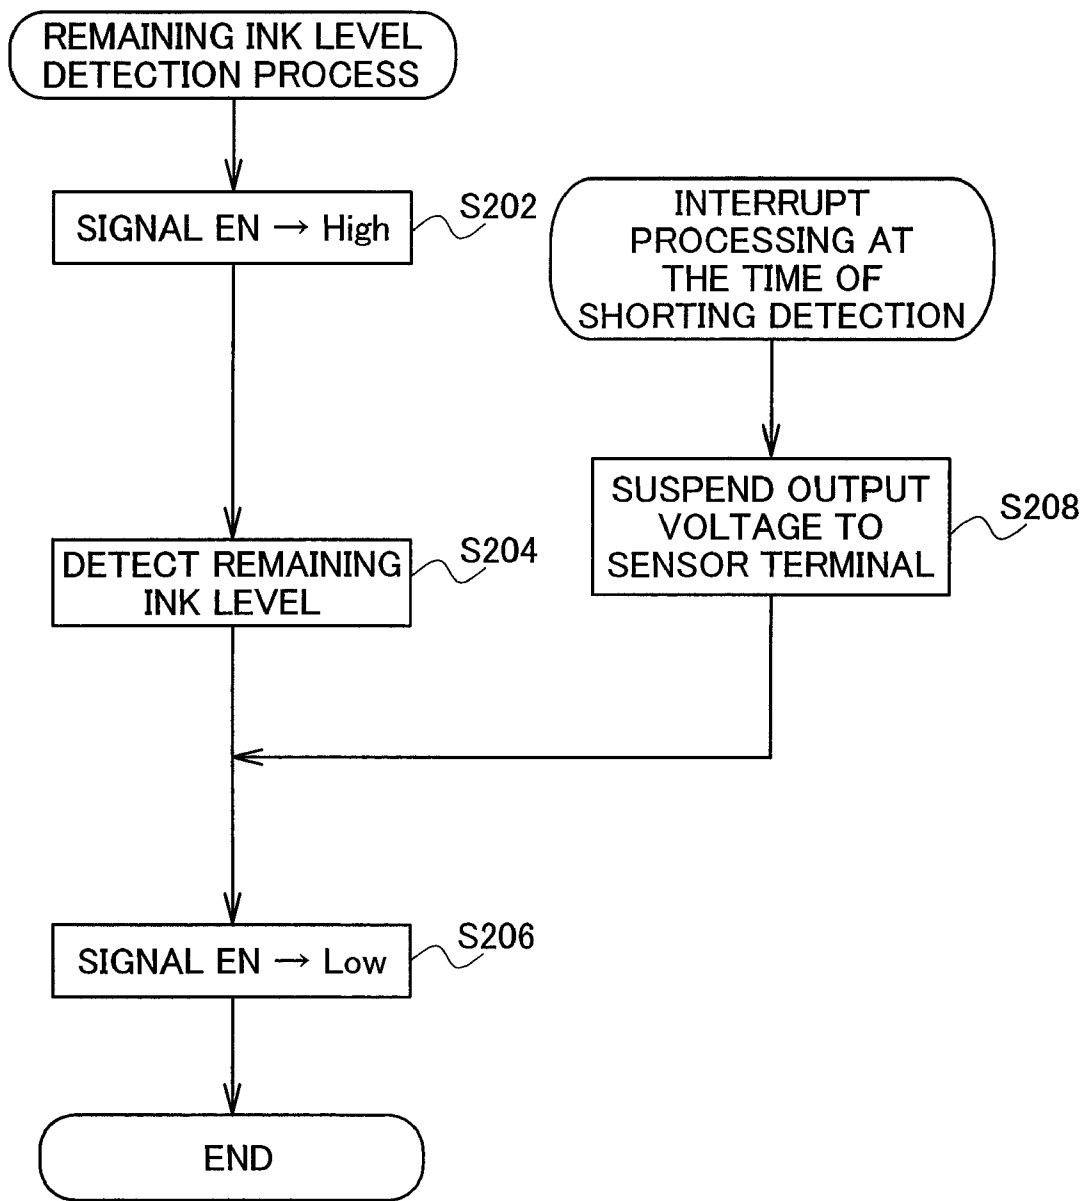 REMAINING INK LEVEL
DETECTION PROCESS
SIGNAL EN → High
S202
INTERRUPT
PROCESSING AT
THE TIME OF
SHORTING DETECTION
SUSPEND OUTPUT
VOLTAGE TO
SENSOR TERMINAL
S208
DETECT REMAINING
INK LEVEL
S204
SIGNAL EN → Low
S206
END